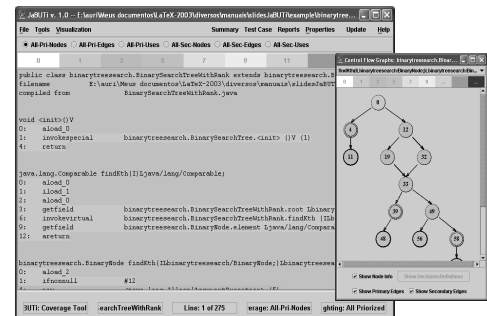 JaBUTi v. 1.0 -- E:\auri\Meus documentos\LaTeX-2003\diversos\manuais\slidesJaBUTi\example\binarytree...
File Tools Visualization Summary Test Case Reports Properties Update Help
All-Pri-Nodes All-Pri-Edges All-Pri-Uses All-Sec-Nodes All-Sec-Edges All-Sec-Uses
0 1 3 5 7 9 11
public class binarytreesearch.BinarySearchTreeWithRank extends binarytreesearch.B
filename E:\auri\Meus documentos\LaTeX-2003\diversos\manuais\slidesJaBUT
compiled from BinarySearchTreeWithRank.java
void <init>()V
0: aload_0
1: invokespecial binarytreesearch.BinarySearchTree.<init> ()V (1)
4: return
java.lang.Comparable findKth(I)Ljava/lang/Comparable;
0: aload_0
1: iload_1
2: aload_0
3: getfield binarytreesearch.BinarySearchTreeWithRank.root Lbinary
6: invokevirtual binarytreesearch.BinarySearchTreeWithRank.findKth (ILb
9: getfield binarytreesearch.BinaryNode.element Ljava/lang/Compara
12: areturn
binarytreesearch.BinaryNode findKth(ILbinarytreesearch/BinaryNode;)Lbinarytreesea
0: aload_2
1: ifnonnull #12
3UTi: Coverage Tool earchTreeWithRank Line: 1 of 275 erage: All-Pri-Nodes ghting: All Priorized
Control Flow Graph: binarytreesearch.Binar...
0
4 12
11 19 32
33
39 49
48 56 58
Show Node Info
Show Primary Edges Show Secondary Edges